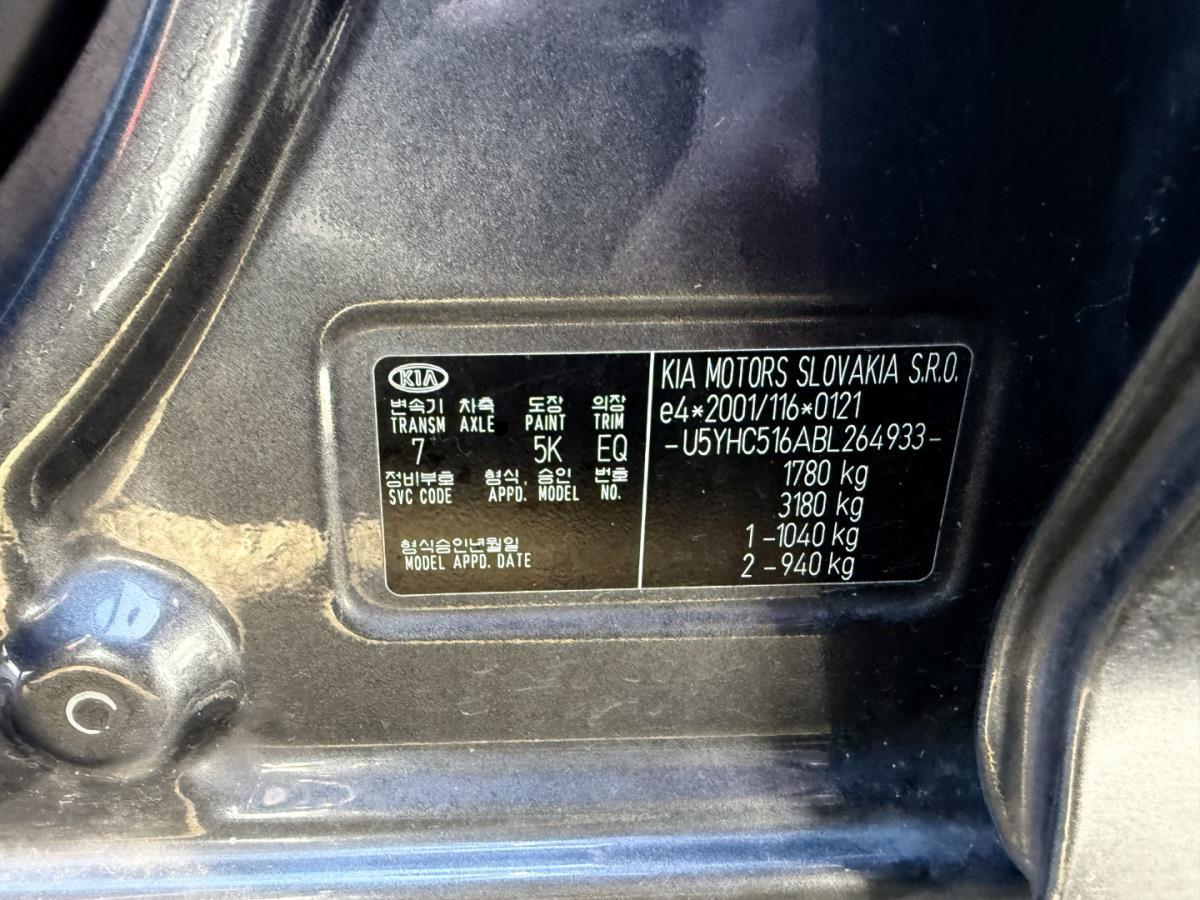 KIA
변속기 차축 도장 의장
TRANSM AXLE PAINT TRIM
7 5K EQ
정비부호 형식 승인 번호
SVC CODE APPD. MODEL NO.
형식승인년월일
MODEL APPD. DATE
KIA MOTORS SLOVAKIA S.R.O.
e4*2001/116*0121
-U5YHC516ABL264933-
1780 kg
3180 kg
1 -1040 kg
2 -940 kg